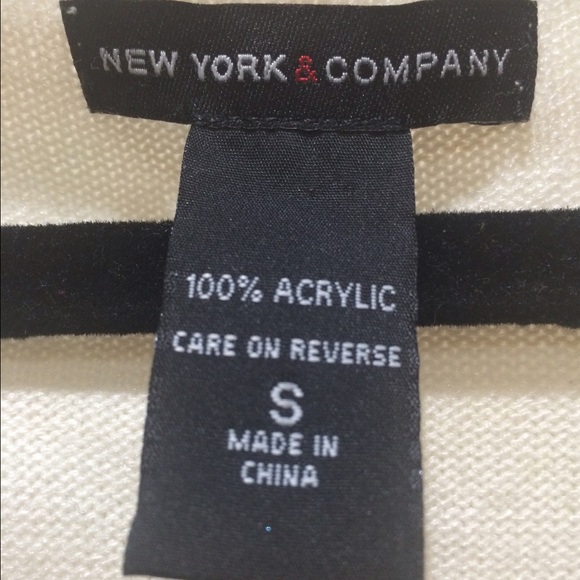 NEW YORK & COMPANY
100% ACRYLIC
CARE ON REVERSE
S
MADE IN
CHINA